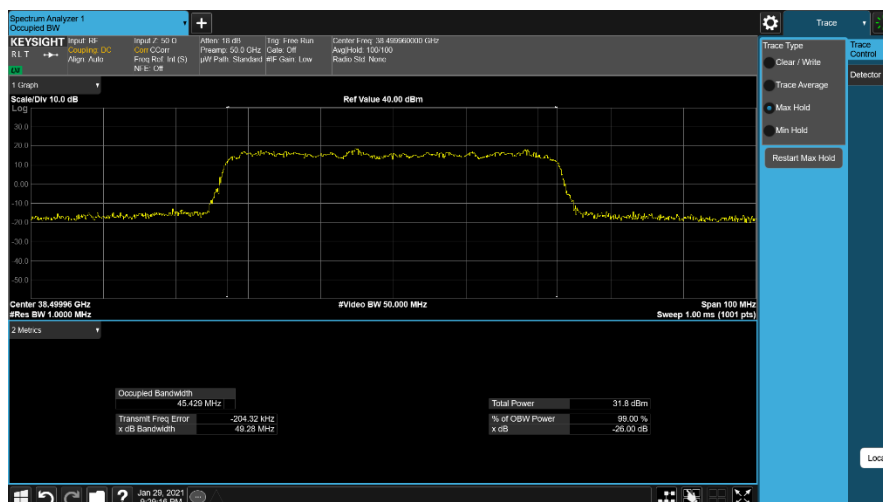 Spectrum Analyzer 1
Occupied BW
+
Trace
KEYSIGHT
R L T
Input: RF
Coupling: DC
Align: Auto
Input Z: 50 Ω
Corr CCorr
Freq Ref: Int (S)
NFE: Off
Atten: 18 dB
Preamp: 50.0 GHz
µW Path: Standard
Trig: Free Run
Gate: Off
#IF Gain: Low
Center Freq: 38.499960000 GHz
Avg|Hold: 100/100
Radio Std: None
Trace Type
Clear / Write
Trace Average
Max Hold
Min Hold
Restart Max Hold
Trace
Control
Detector
1 Graph
Scale/Div 10.0 dB
Ref Value 40.00 dBm
Log
30.0
20.0
10.0
0.00
-10.0
-20.0
-30.0
-40.0
-50.0
Center 38.49996 GHz
#Video BW 50.000 MHz
Span 100 MHz
#Res BW 1.0000 MHz
Sweep 1.00 ms (1001 pts)
2 Metrics
Occupied Bandwidth
45.429 MHz
Transmit Freq Error -204.32 kHz
x dB Bandwidth 49.28 MHz
Total Power 31.8 dBm
% of OBW Power 99.00 %
x dB -26.00 dB
?
Jan 29, 2021